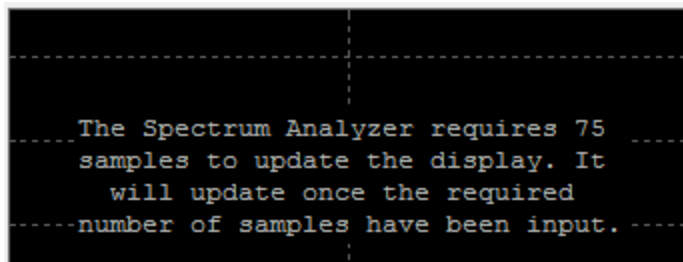 The Spectrum Analyzer requires 75
samples to update the display. It
will update once the required
number of samples have been input.